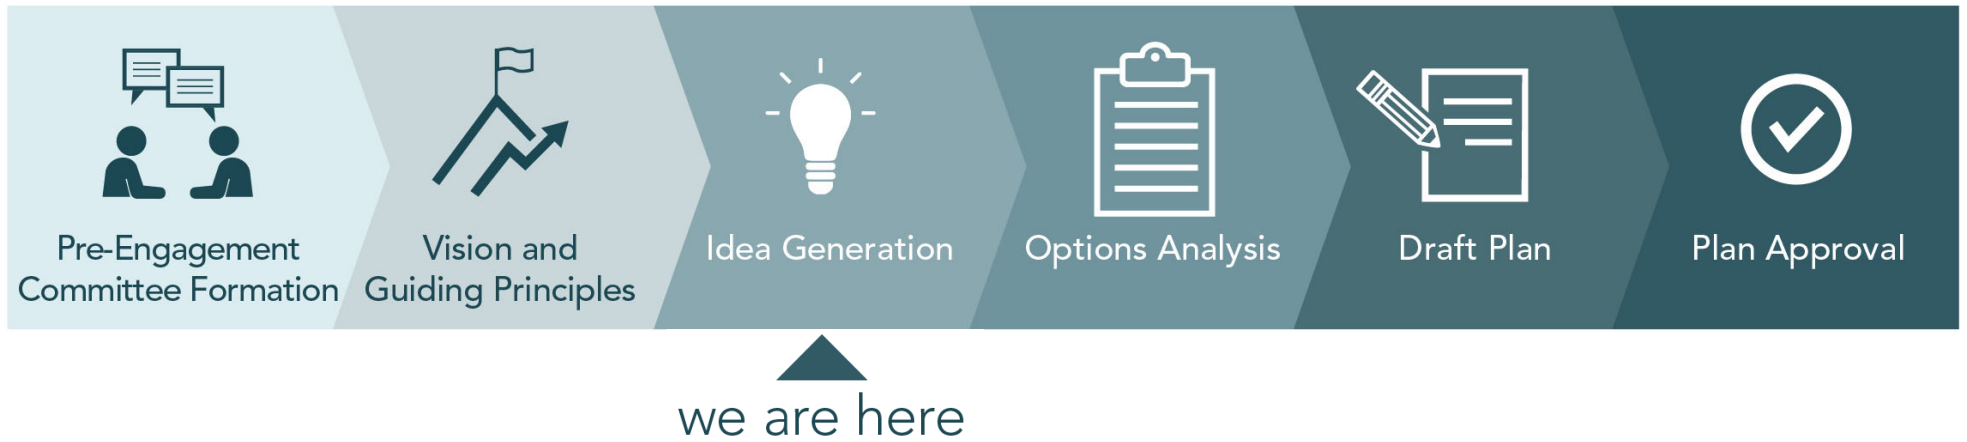 Pre-Engagement
Committee Formation
Vision and
Guiding Principles
Idea Generation
Options Analysis
Draft Plan
Plan Approval
we are here